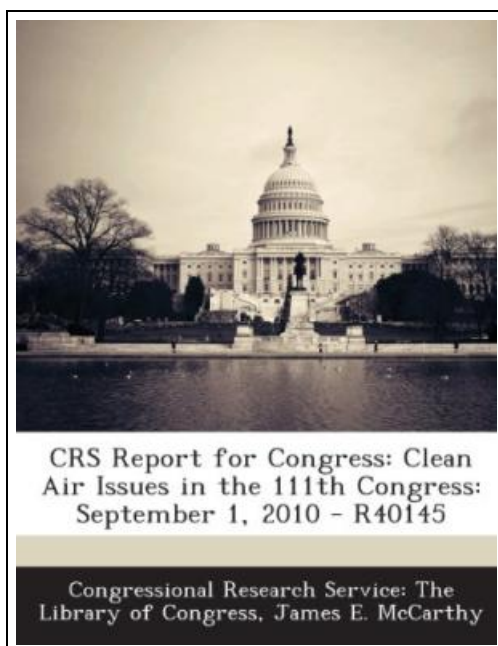 CRS Report for Congress: Clean
Air Issues in the 111th Congress:
September 1, 2010 - R40145
Congressional Research Service: The
Library of Congress, James E. McCarthy